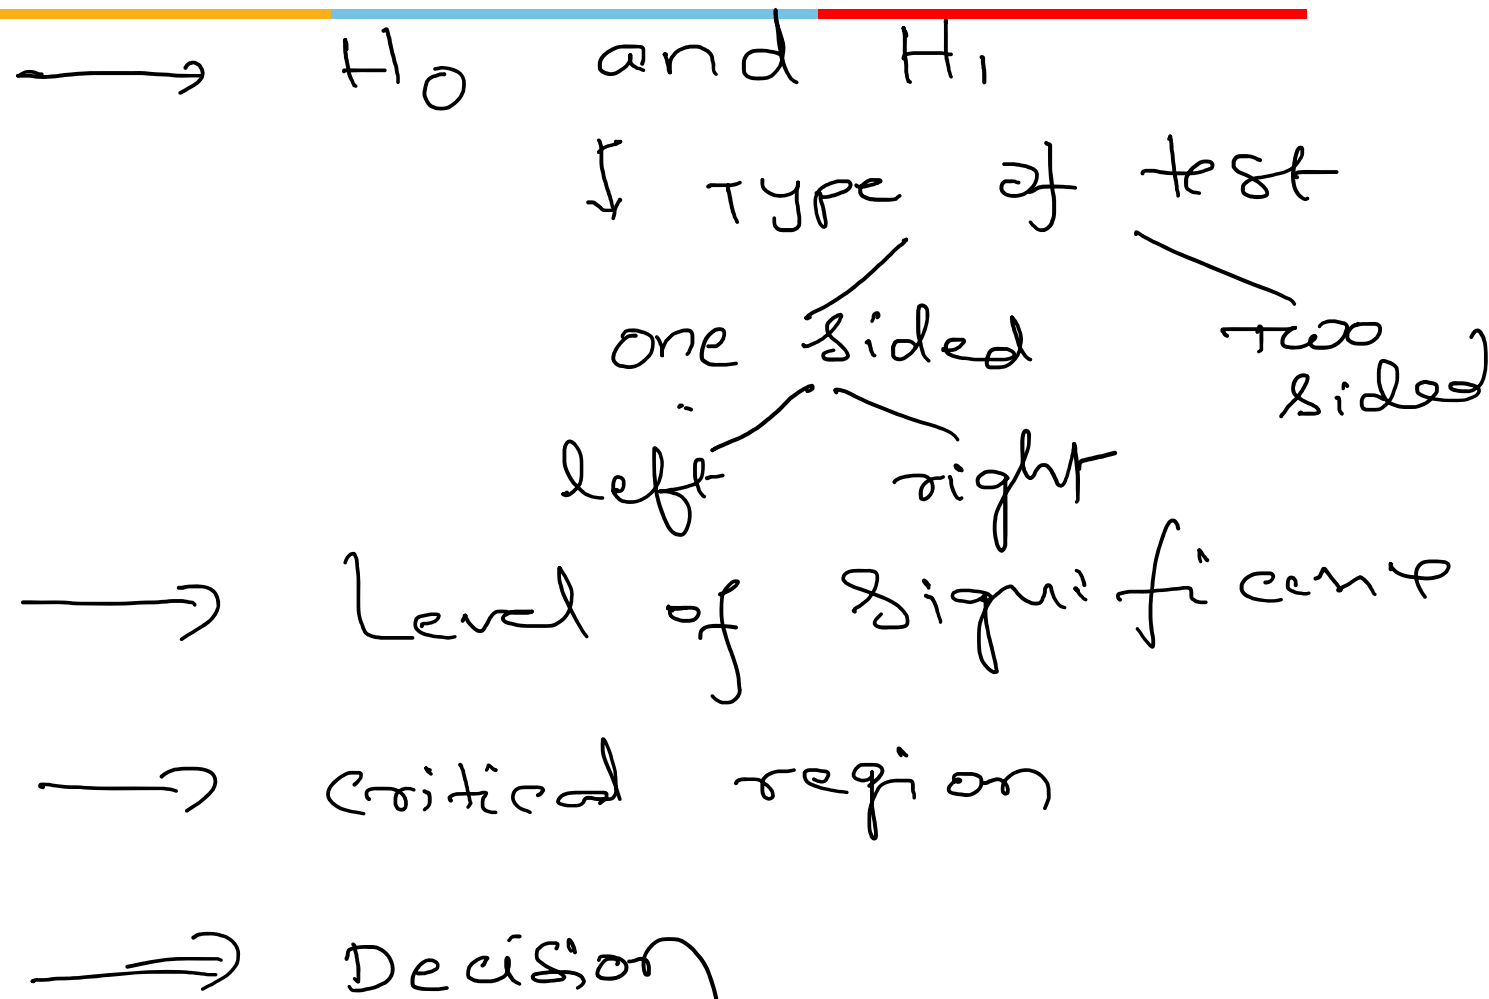 H0 and H1
Type of test
one sided Two sided
left right
Level of significance
critical region
Decision